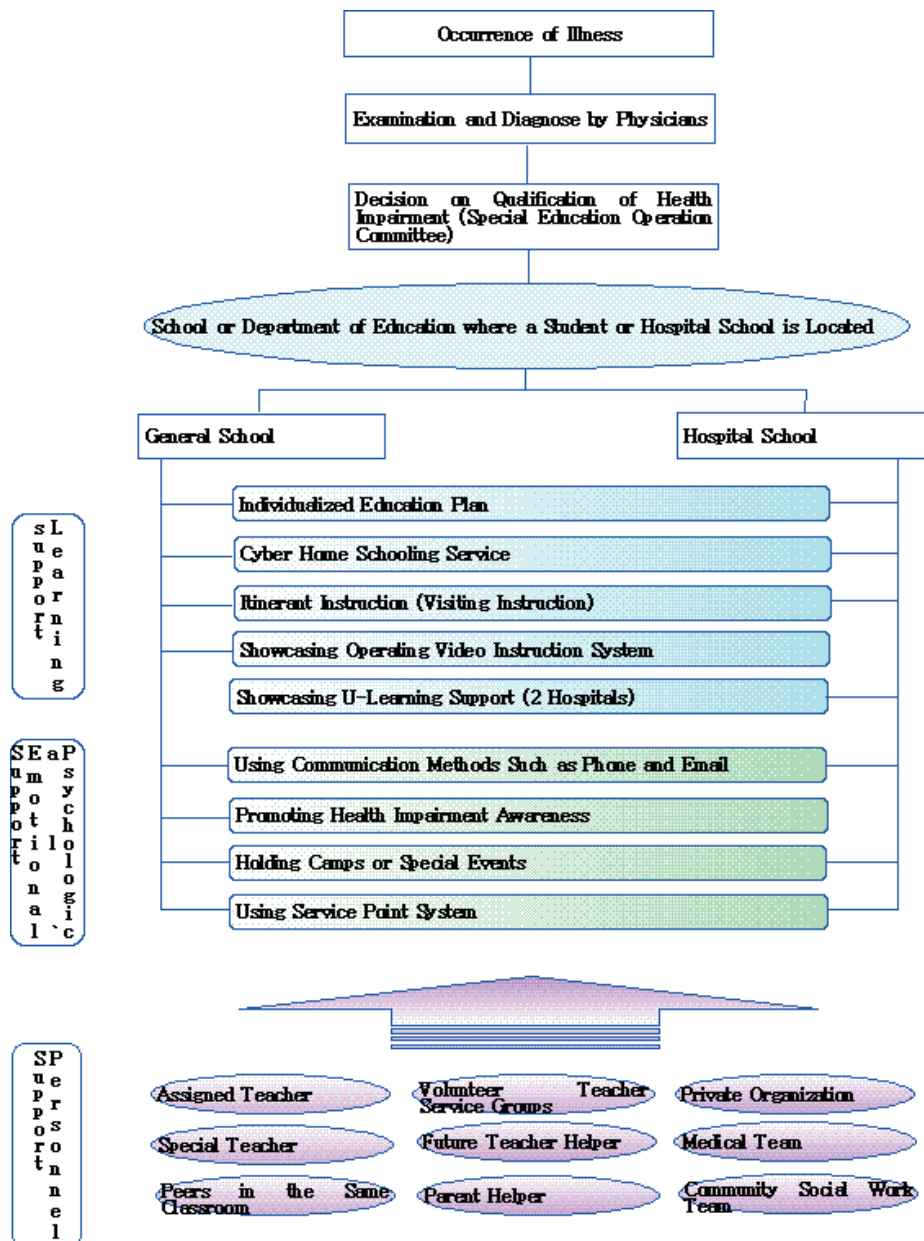 Occurrence of Illness
Examination and Diagnose by Physicians
Decision on Qualification of Health
Impairment (Special Education Operation
Committee)
School or Department of Education where a Student or Hospital School is Located
General School
Hospital School
Learning
support
Individualized Education Plan
Cyber Home Schooling Service
Itinerant Instruction (Visiting Instruction)
Showcasing Operating Video Instruction System
Showcasing U-Learning Support (2 Hospitals)
Psychologic`
al
Emotional
Support
Using Communication Methods Such as Phone and Email
Promoting Health Impairment Awareness
Holding Camps or Special Events
Using Service Point System
Personnel
Support
Assigned Teacher
Volunteer Teacher
Service Groups
Private Organization
Special Teacher
Future Teacher Helper
Medical Team
Peers in the Same
Classroom
Parent Helper
Community Social Work
Team